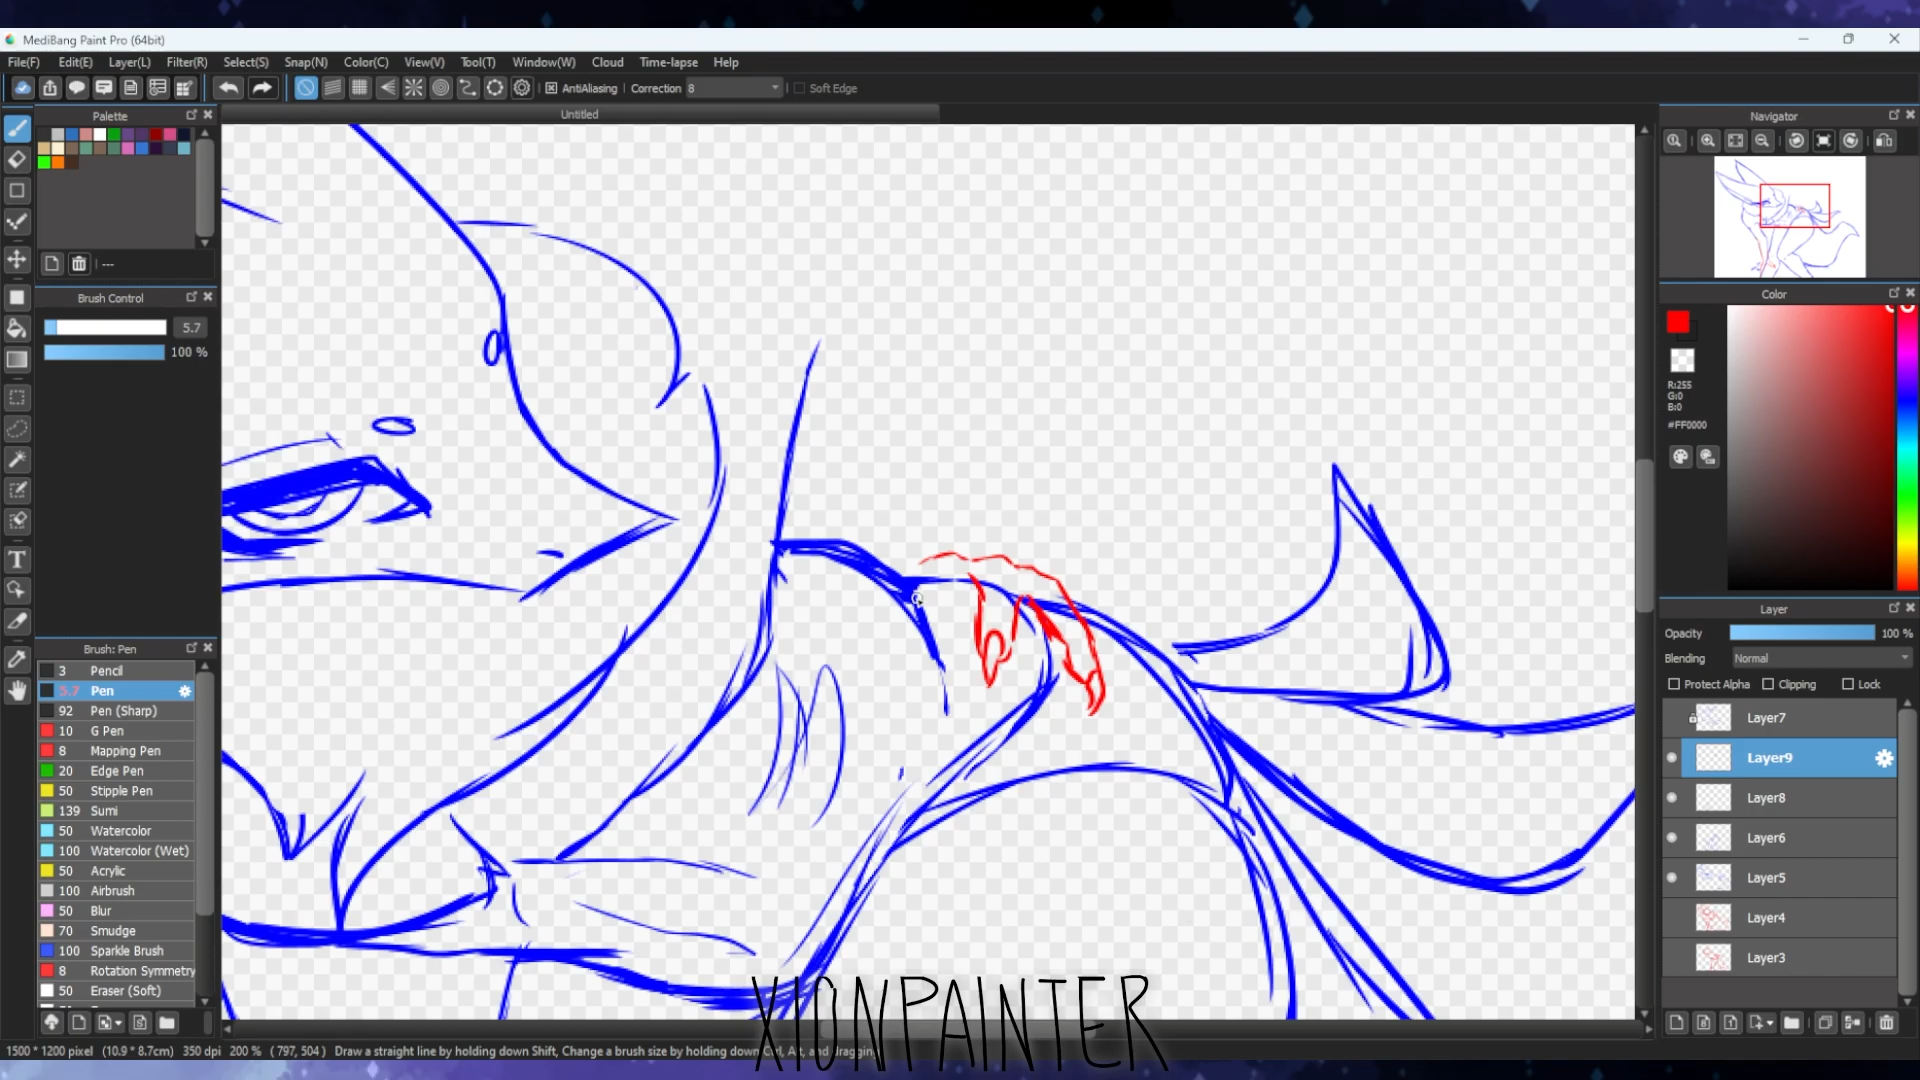 MediBang Paint Pro (64bit)
File(F) Edit(E) Layer(L) Filter(R) Select(S) Snap(N) Color(C) View(V) Tool(T) Window(W) Cloud Time-lapse Help
AntiAliasing Correction 8 Soft Edge
Palette
Untitled
Navigator
---
Brush Control
5.7
100 %
Color
R:255
G:0
B:0
#FF0000
Brush: Pen
3 Pencil
5.7 Pen
92 Pen (Sharp)
10 G Pen
8 Mapping Pen
20 Edge Pen
50 Stipple Pen
139 Sumi
50 Watercolor
100 Watercolor (Wet)
50 Acrylic
100 Airbrush
50 Blur
70 Smudge
100 Sparkle Brush
8 Rotation Symmetry
50 Eraser (Soft)
Layer
Opacity 100 %
Blending Normal
Protect Alpha Clipping Lock
Layer7
Layer9
Layer8
Layer6
Layer5
Layer4
Layer3
1500 * 1200 pixel (10.9 * 8.7cm) 350 dpi 200 % ( 797, 504 ) Draw a straight line by holding down Shift, Change a brush size by holding down Ctrl, Alt, and dragging
XIONPAINTER